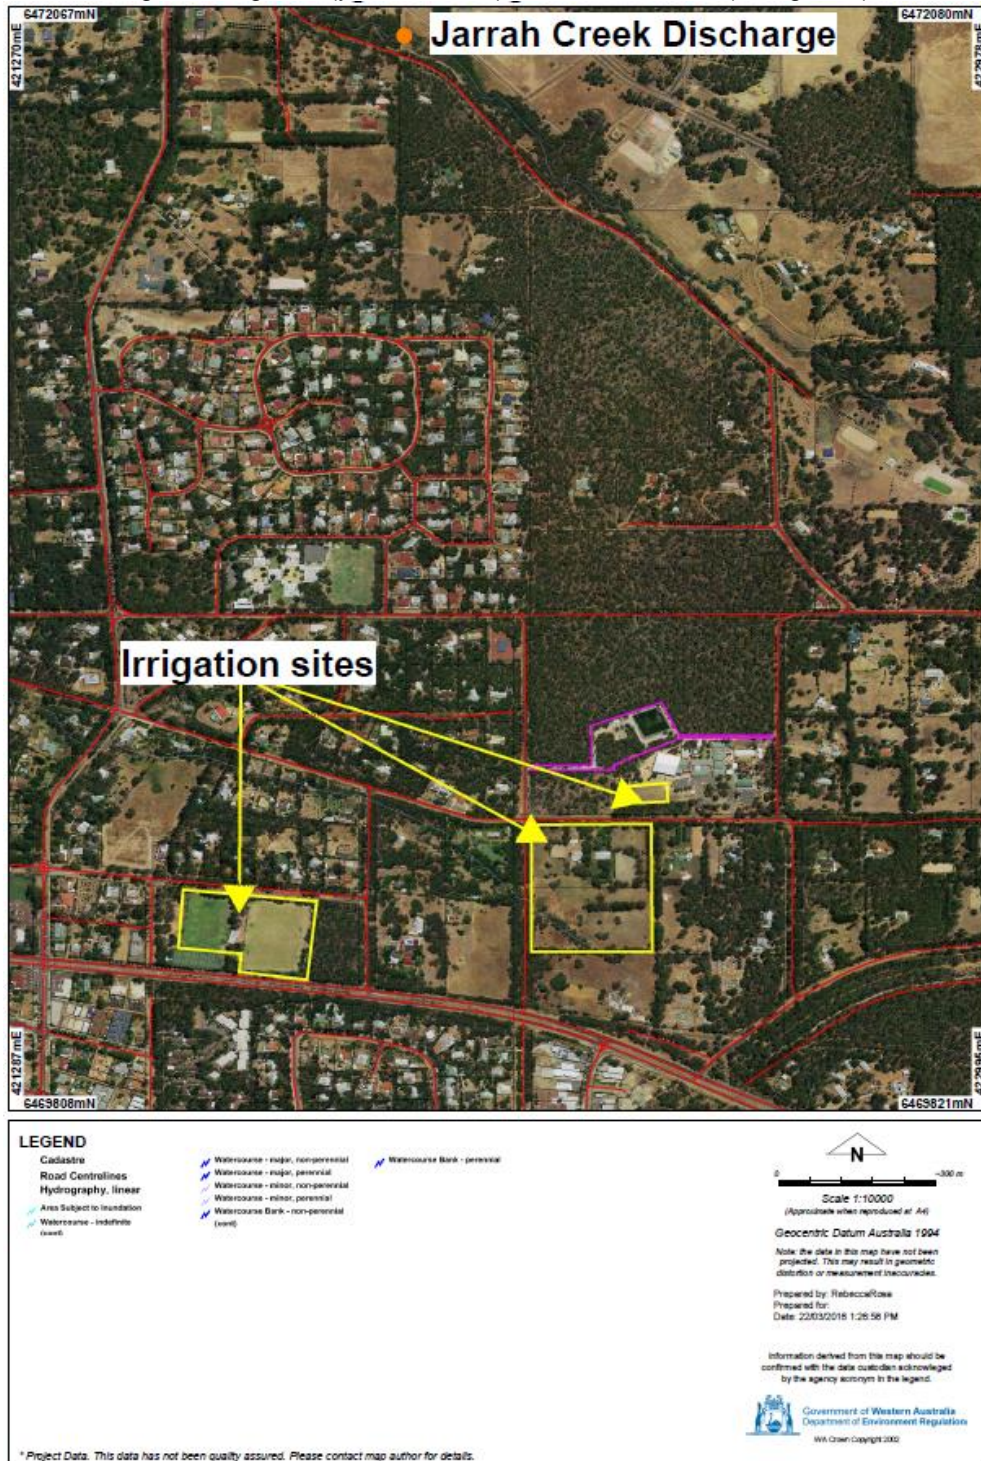 6472067mN
6472080mN
421270mE
422978mE
Jarrah Creek Discharge
Irrigation sites
421287mE
422995mE
6469808mN
6469821mN
LEGEND
Cadastre
Road Centrelines
Hydrography, linear
Area Subject to Inundation
Watercourse - indefinite
(cont)
Watercourse - major, non-perennial
Watercourse - major, perennial
Watercourse - minor, non-perennial
Watercourse - minor, perennial
Watercourse Bank - non-perennial
(cont)
Watercourse Bank - perennial
N
0 ~300 m
Scale 1:10000
(Approximate when reproduced at A4)
Geocentric Datum Australia 1994
Note: the data in this map have not been
projected. This may result in geometric
distortion or measurement inaccuracies.
Prepared by: RebeccaRose
Prepared for:
Date: 22/03/2016 1:26:56 PM
Information derived from this map should be
confirmed with the data custodian acknowleged
by the agency acronym in the legend.
Government of Western Australia
Department of Environment Regulation
WA Crown Copyright 2002
* Project Data. This data has not been quality assured. Please contact map author for details.